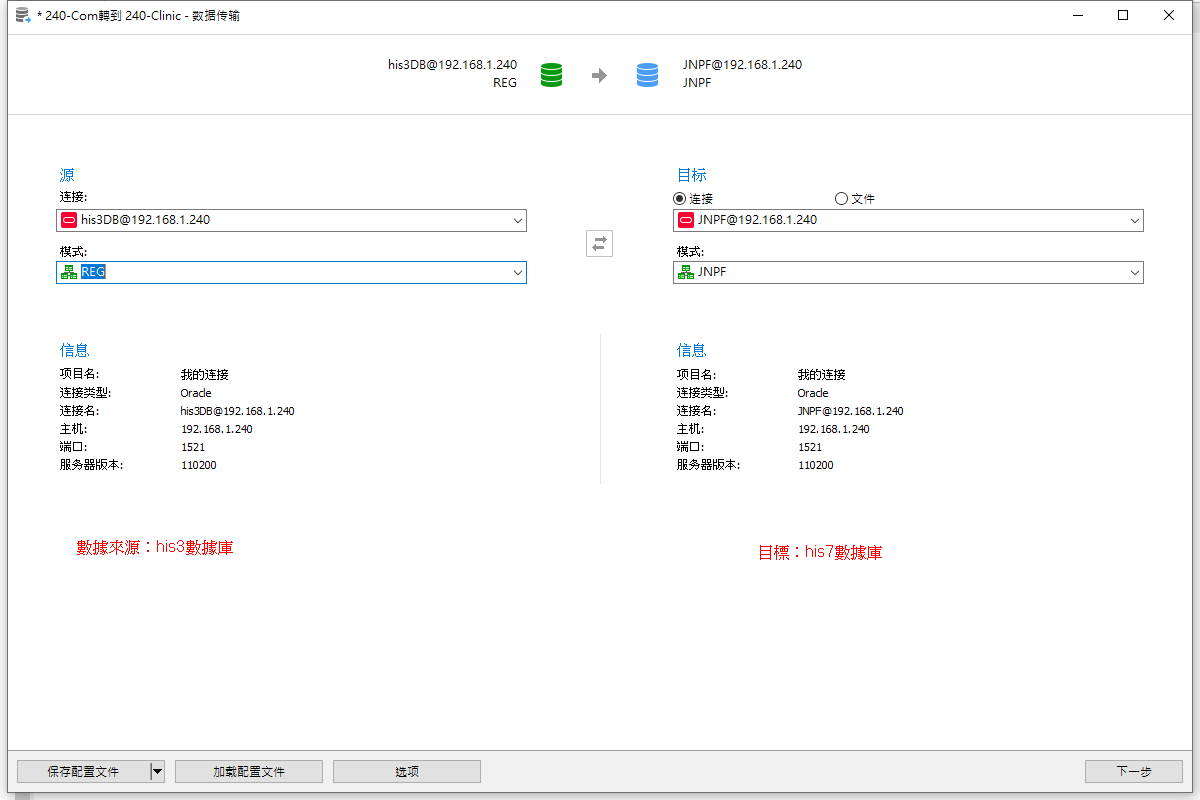 * 240-Com轉到 240-Clinic - 数据传输
his3DB@192.168.1.240
REG
JNPF@192.168.1.240
JNPF
源
连接:
his3DB@192.168.1.240
模式:
REG
目标
连接 文件
JNPF@192.168.1.240
模式:
JNPF
信息
项目名: 我的连接
连接类型: Oracle
连接名: his3DB@192.168.1.240
主机: 192.168.1.240
端口: 1521
服务器版本: 110200
信息
项目名: 我的连接
连接类型: Oracle
连接名: JNPF@192.168.1.240
主机: 192.168.1.240
端口: 1521
服务器版本: 110200
數據來源：his3數據庫
目標：his7數據庫
保存配置文件 加载配置文件 选项 下一步